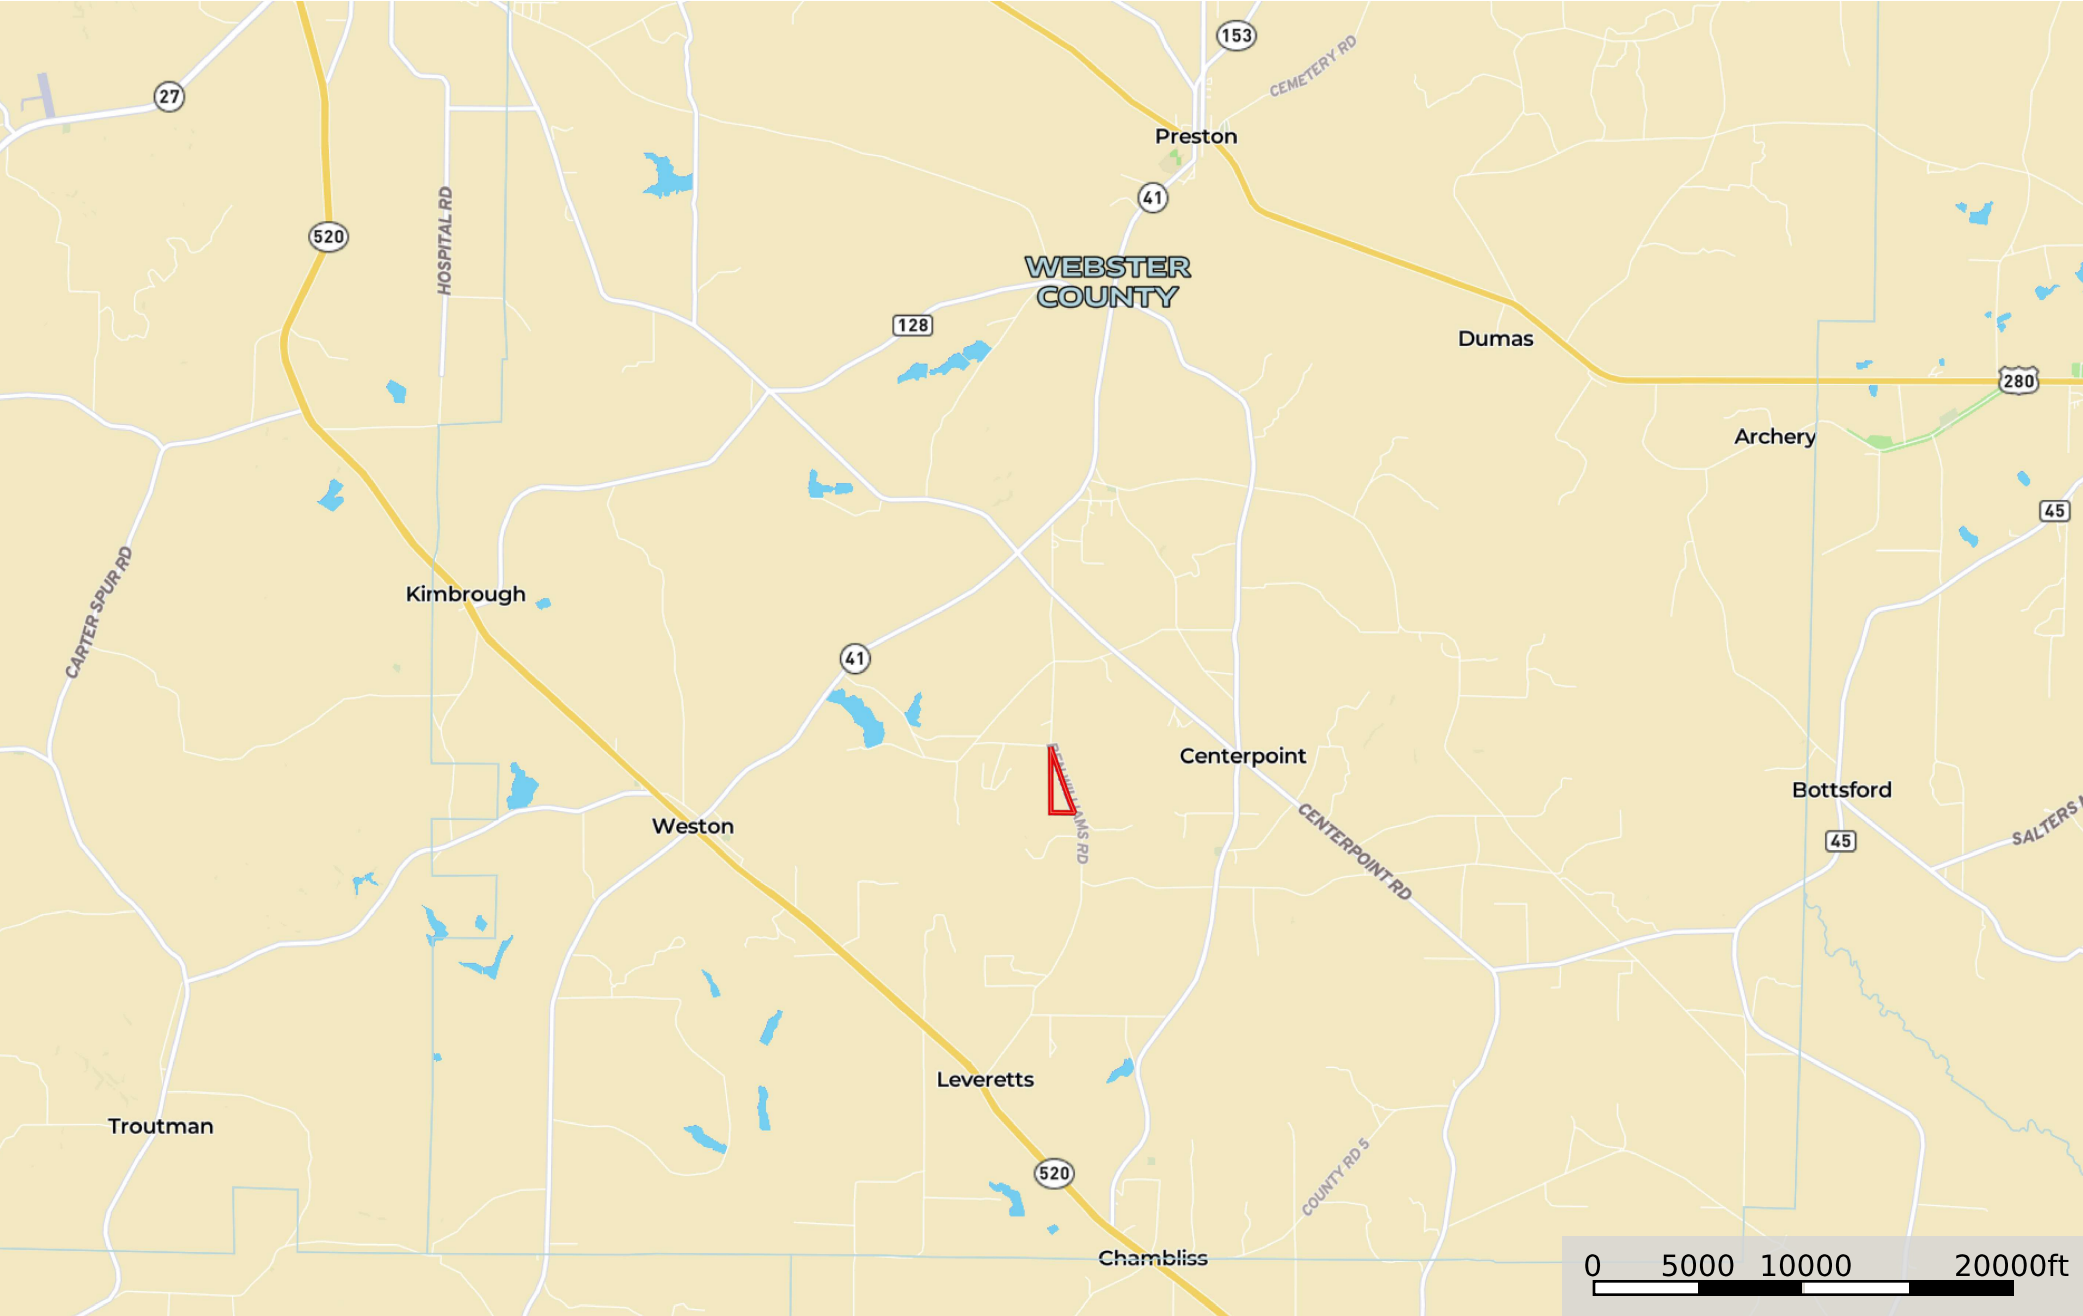 153
CEMETERY RD
27
Preston
HOSPITAL RD
41
520
WEBSTER
COUNTY
128
Dumas
280
Archery
45
CARTER SPUR RD
Kimbrough
41
Centerpoint
WILLIAMS RD
Bottsford
Weston
CENTERPOINT RD
45
SALTERS
Leveretts
Troutman
520
COUNTY RD 5
Chambliss
0 5000 10000 20000ft